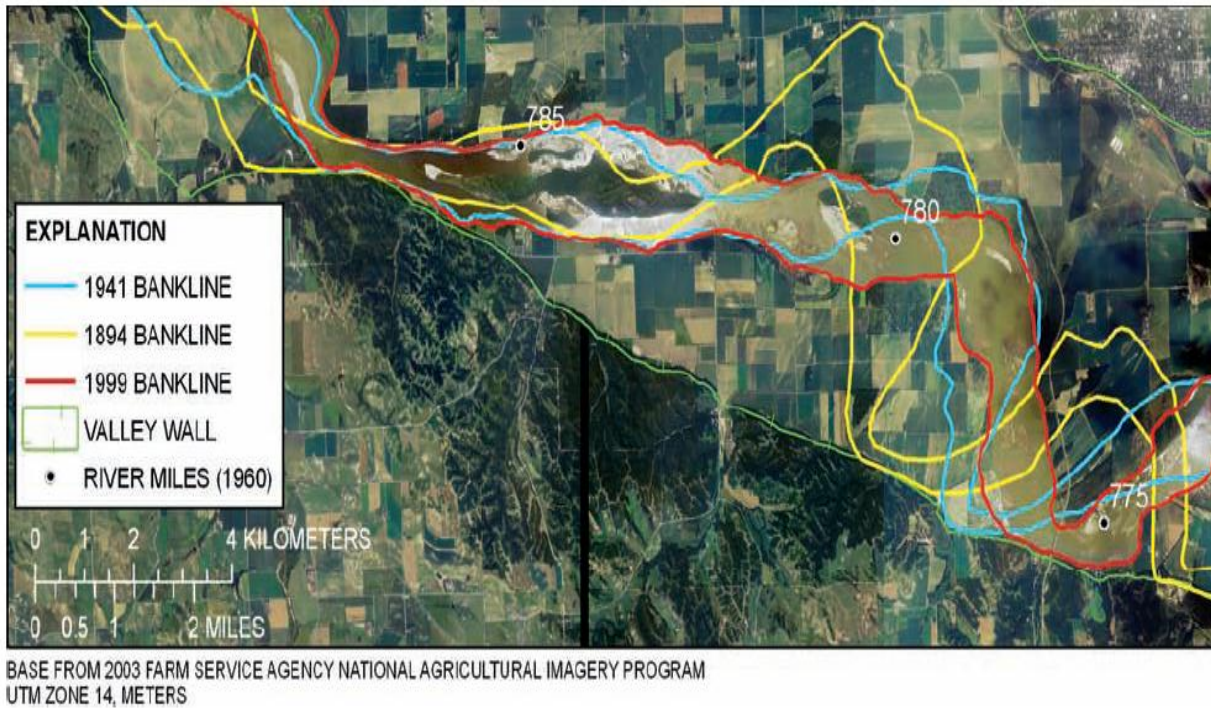 785
780
EXPLANATION
1941 BANKLINE
1894 BANKLINE
1999 BANKLINE
VALLEY WALL
RIVER MILES (1960)
775
0 1 2 4 KILOMETERS
0 0.5 1 2 MILES
BASE FROM 2003 FARM SERVICE AGENCY NATIONAL AGRICULTURAL IMAGERY PROGRAM
UTM ZONE 14, METERS